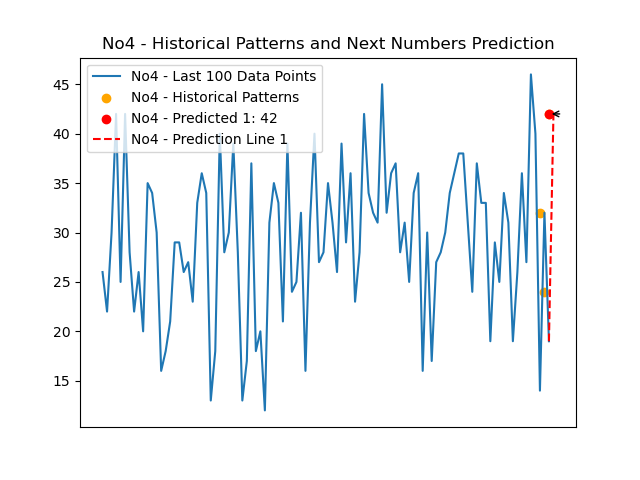 No4 - Historical Patterns and Next Numbers Prediction
No4 - Last 100 Data Points
No4 - Historical Patterns
No4 - Predicted 1: 42
No4 - Prediction Line 1
45
40
35
30
25
20
15